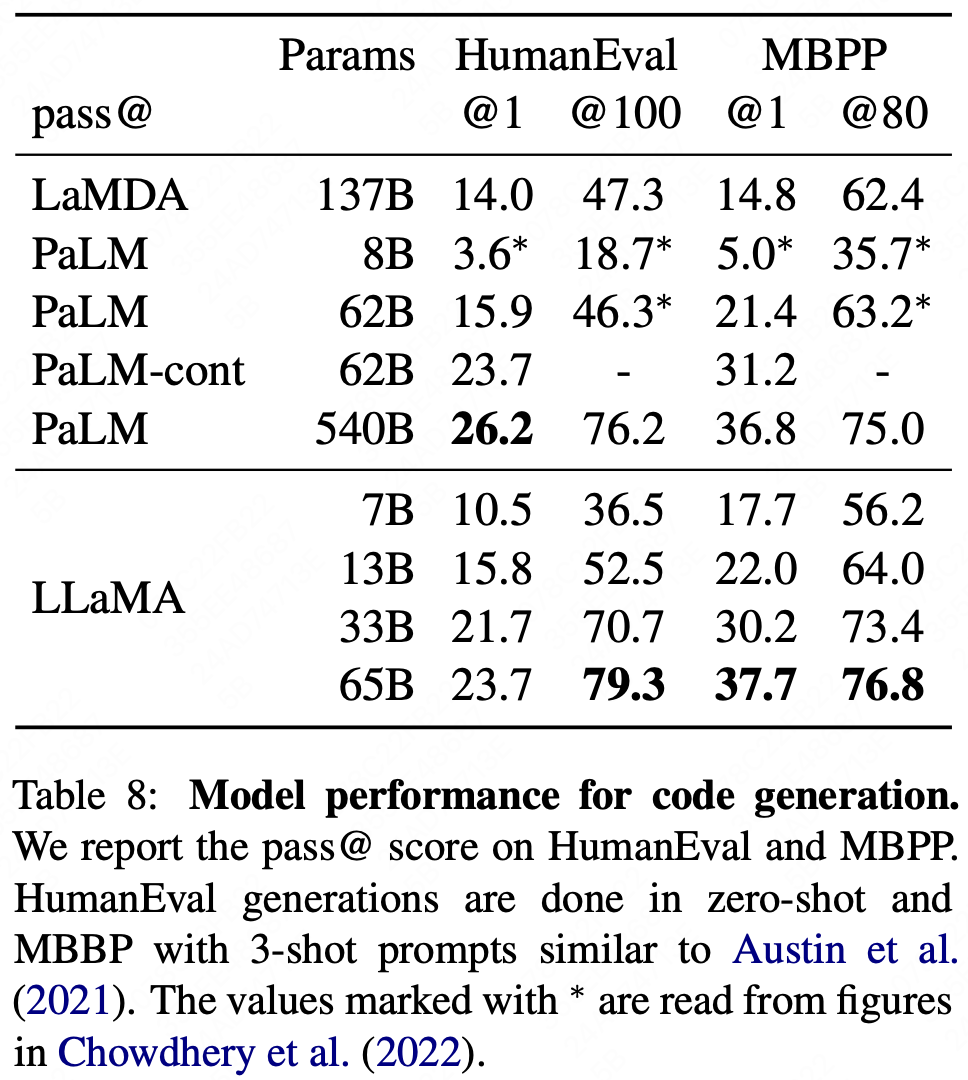 Params HumanEval MBPP
pass@ @1 @100 @1 @80
LaMDA 137B 14.0 47.3 14.8 62.4
PaLM 8B 3.6* 18.7* 5.0* 35.7*
PaLM 62B 15.9 46.3* 21.4 63.2*
PaLM-cont 62B 23.7 - 31.2 -
PaLM 540B 26.2 76.2 36.8 75.0
LLaMA
7B 10.5 36.5 17.7 56.2
13B 15.8 52.5 22.0 64.0
33B 21.7 70.7 30.2 73.4
65B 23.7 79.3 37.7 76.8
Table 8: Model performance for code generation.
We report the pass@ score on HumanEval and MBPP.
HumanEval generations are done in zero-shot and
MBBP with 3-shot prompts similar to Austin et al.
(2021). The values marked with * are read from figures
in Chowdhery et al. (2022).